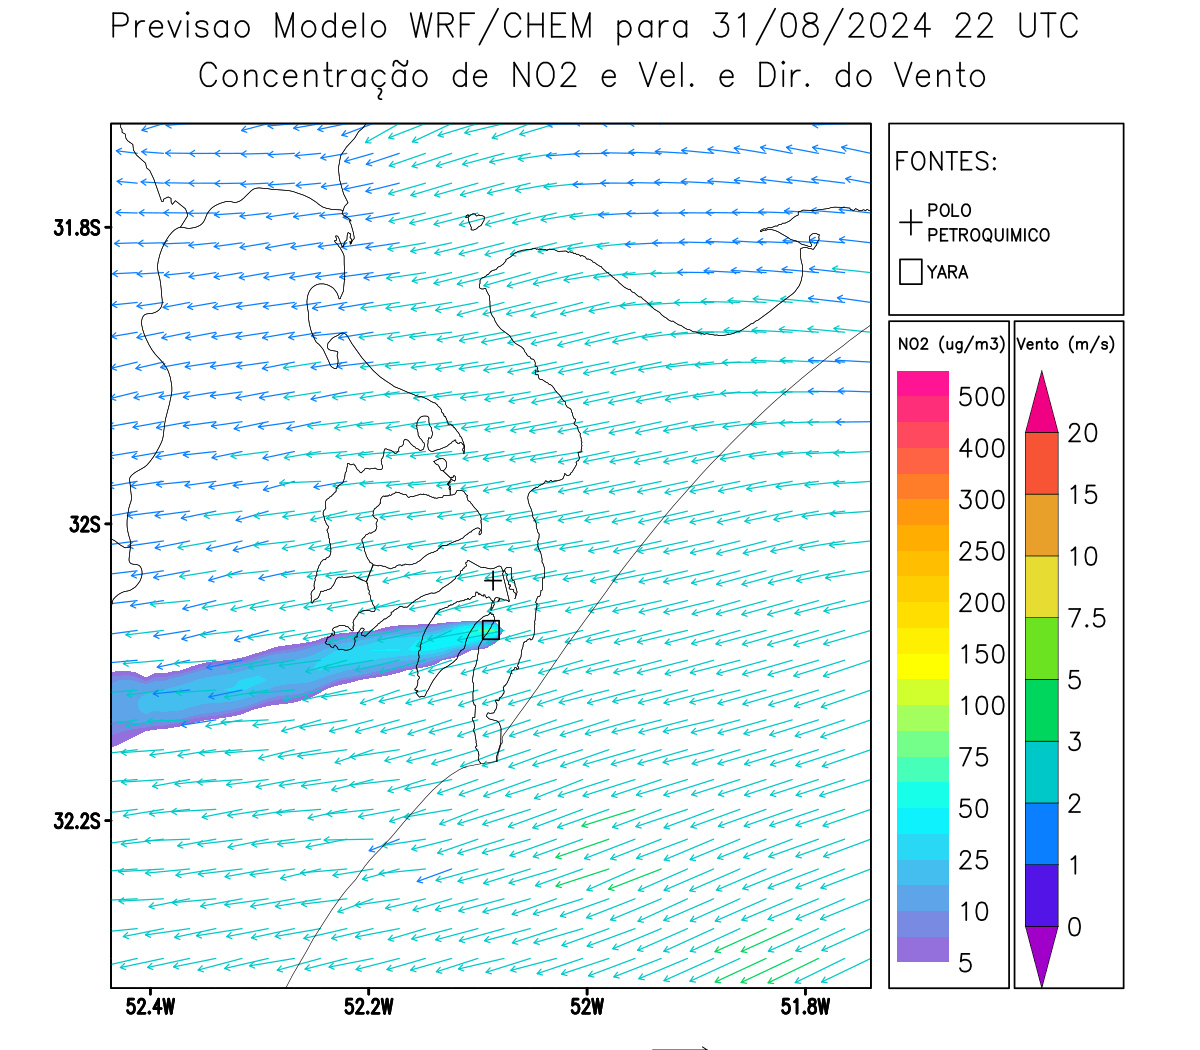 Previsao Modelo WRF/CHEM para 31/08/2024 22 UTC
Concentração de NO2 e Vel. e Dir. do Vento
FONTES:
POLO
PETROQUIMICO
YARA
NO2 (ug/m3)
500
400
300
250
200
150
100
75
50
25
10
5
Vento (m/s)
20
15
10
7.5
5
3
2
1
0
31.8S
32S
32.2S
52.4W
52.2W
52W
51.8W